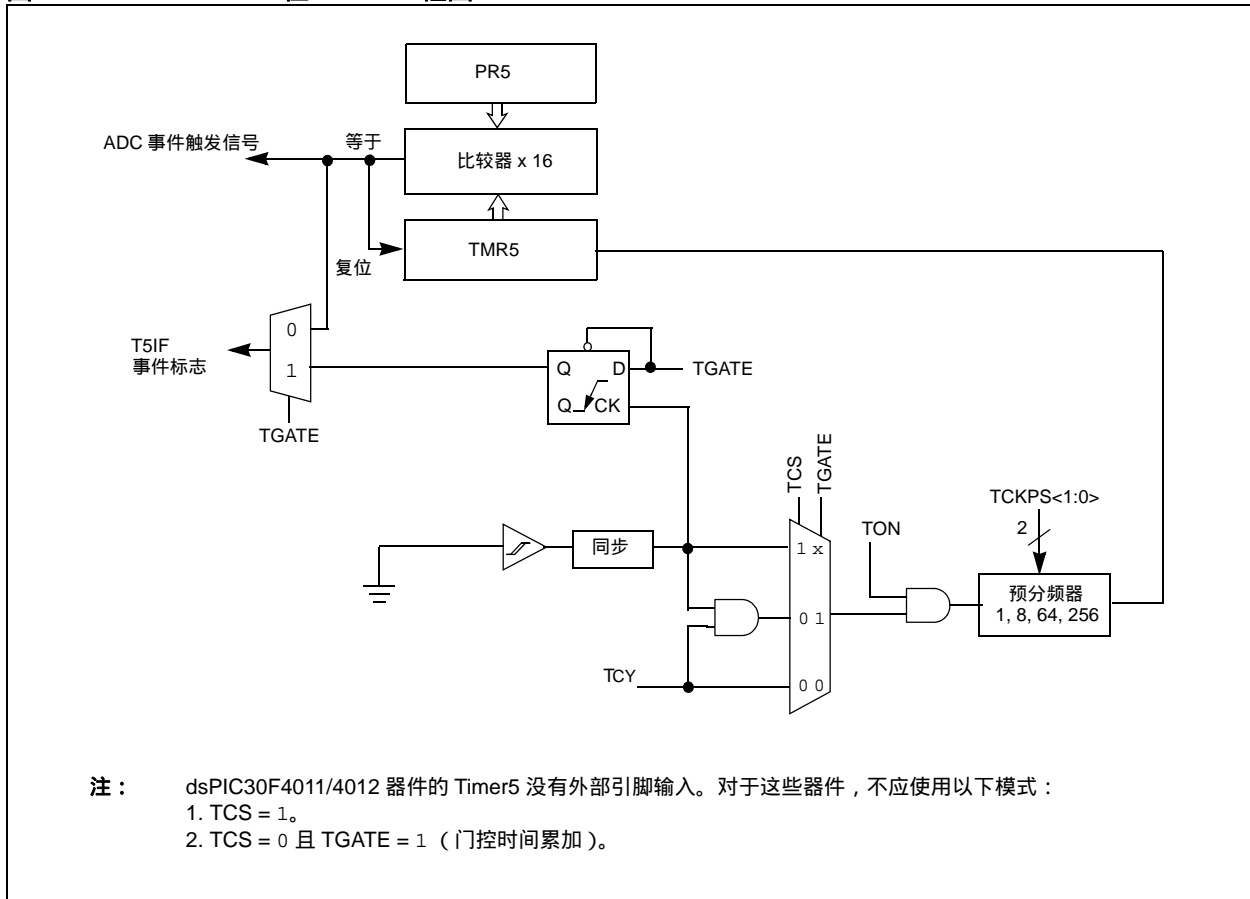 PR5
ADC 事件触发信号
等于
比较器 x 16
TMR5
复位
0
T5IF
事件标志
1
Q
D
TGATE
Q
CK
TGATE
TCS
TGATE
TCKPS<1:0>
2
TON
同步
1 x
预分频器
1, 8, 64, 256
0 1
TCY
0 0
注： dsPIC30F4011/4012 器件的 Timer5 没有外部引脚输入。对于这些器件，不应使用以下模式：
1. TCS = 1。
2. TCS = 0 且 TGATE = 1 （门控时间累加）。